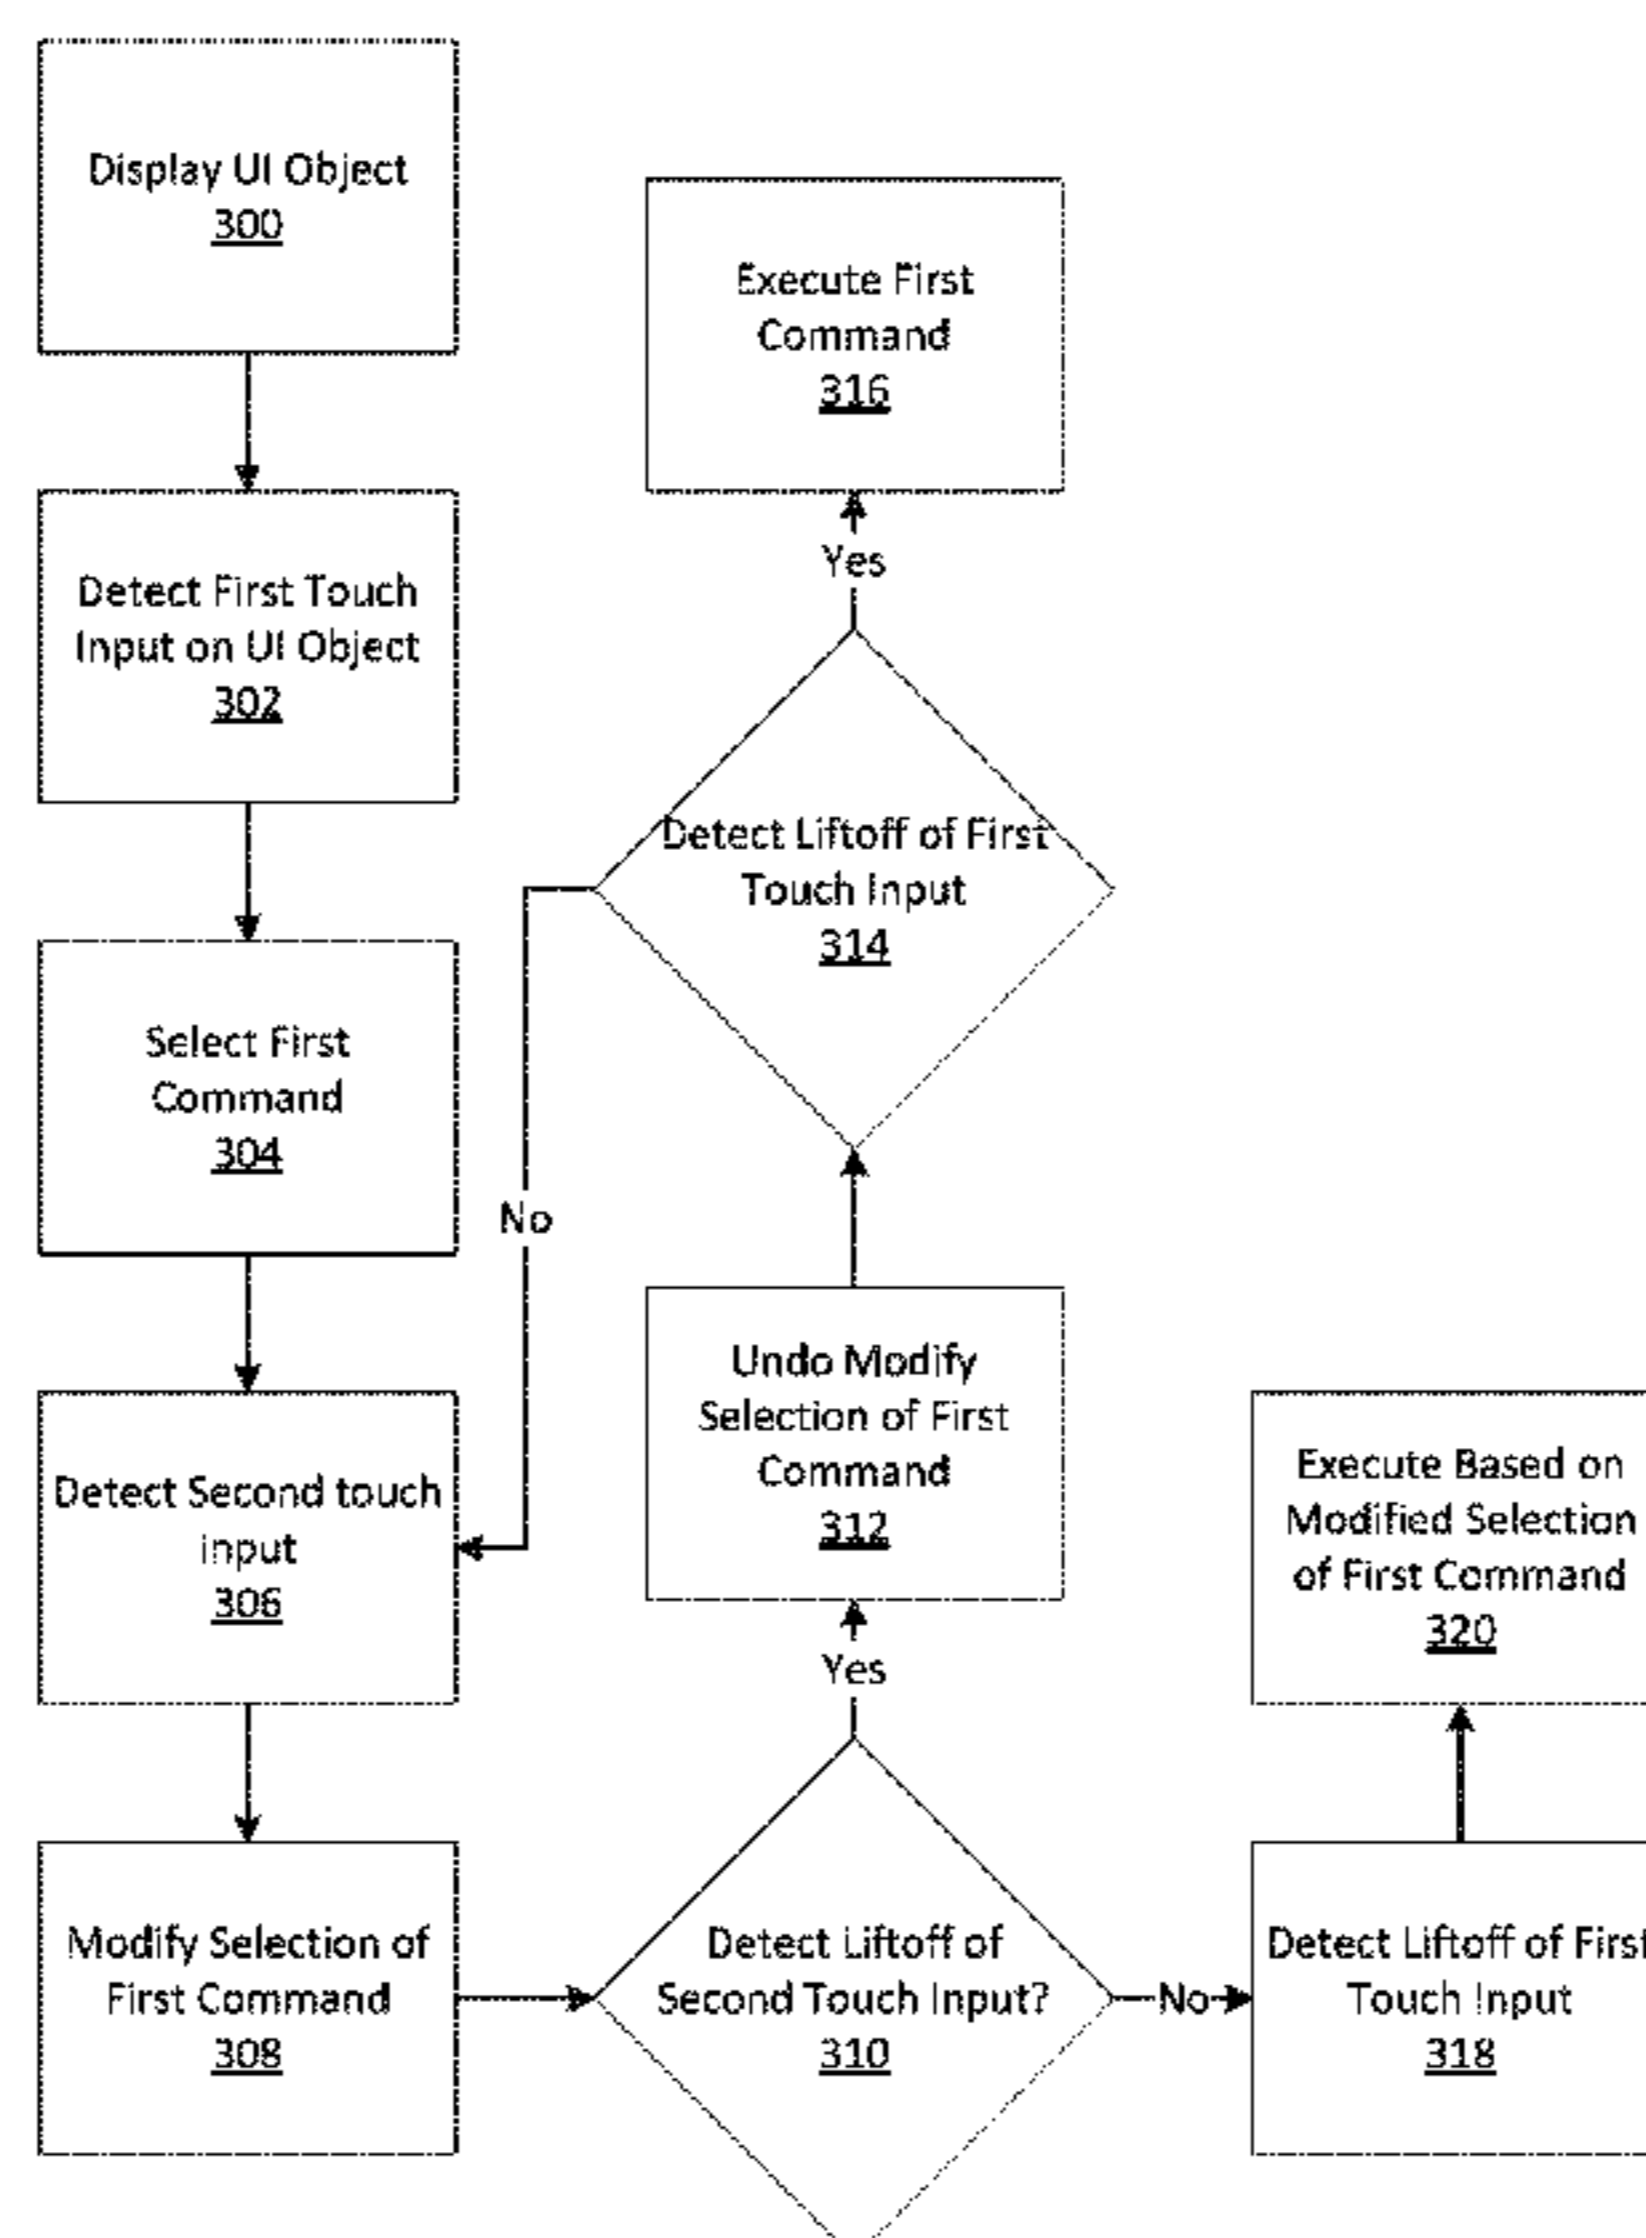 Display UI Object
300
Detect First Touch
Input on UI Object
302
Select First
Command
304
Detect Second touch
input
306
Modify Selection of
First Command
308
Detect Liftoff of
Second Touch Input?
310
Yes
Undo Modify
Selection of First
Command
312
Detect Liftoff of First
Touch Input
314
No
Yes
Execute First
Command
316
No
Detect Liftoff of First
Touch Input
318
Execute Based on
Modified Selection
of First Command
320